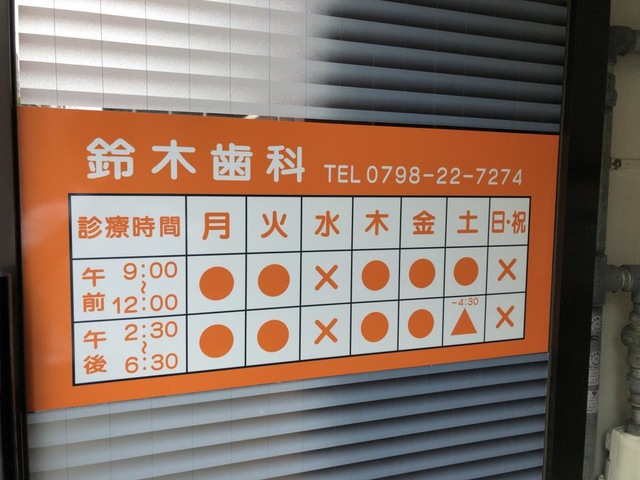 鈴木歯科 TEL 0798-22-7274
診療時間 月 火 水 木 金 土 日・祝
午前 9:00〜12:00 ● ● × ● ● ● ×
午後 2:30〜6:30 ● ● × ● ● ~4:30 ▲ ×